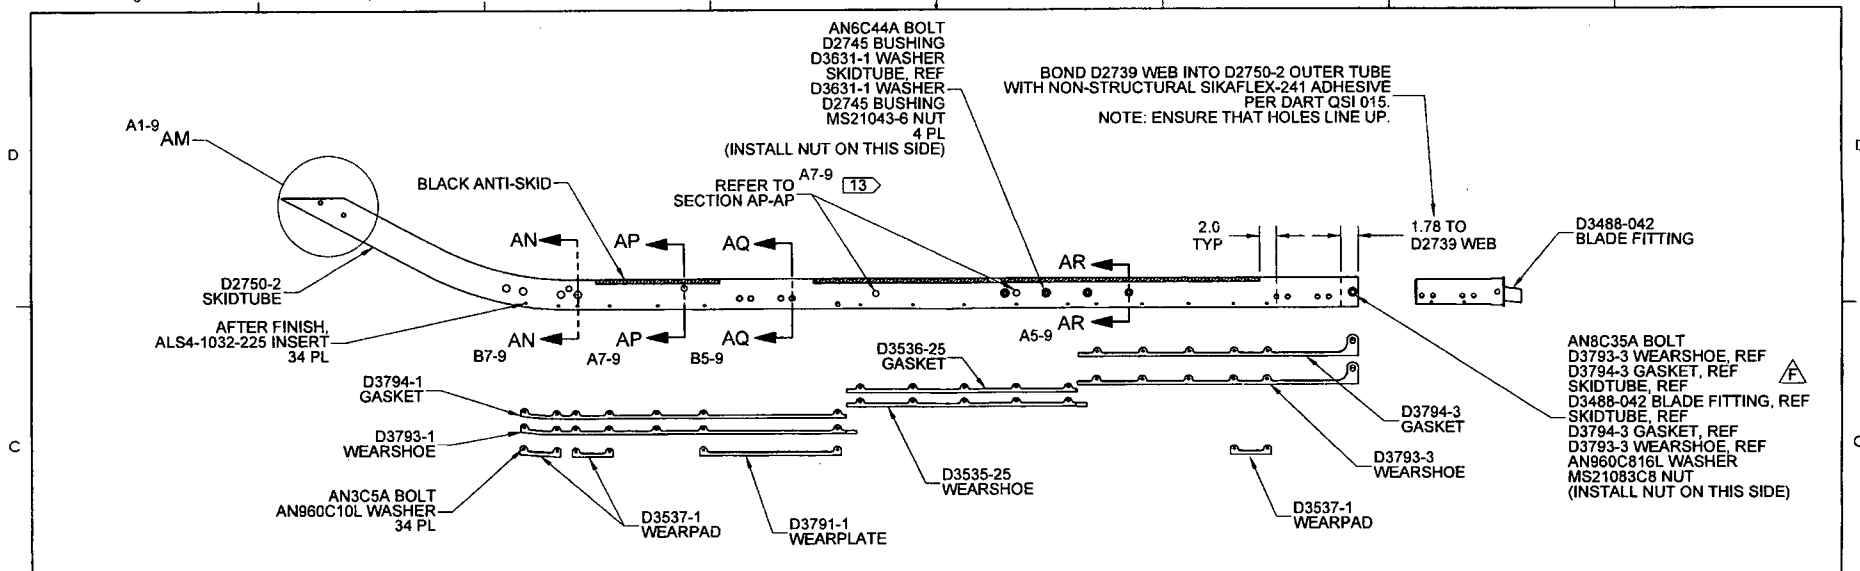 AN6C44A BOLT
D2745 BUSHING
D3631-1 WASHER
SKIDTUBE, REF
D3631-1 WASHER
D2745 BUSHING
MS21043-6 NUT
4 PL
(INSTALL NUT ON THIS SIDE)
BOND D2739 WEB INTO D2750-2 OUTER TUBE
WITH NON-STRUCTURAL SIKAFLEX-241 ADHESIVE
PER DART QSI 015.
NOTE: ENSURE THAT HOLES LINE UP.
A1-9
AM
D
BLACK ANTI-SKID
REFER TO
SECTION AP-AP
A7-9
13
AN
AP
AQ
AR
2.0
TYP
1.78 TO
D2739 WEB
D3488-042
BLADE FITTING
D2750-2
SKIDTUBE
AFTER FINISH,
ALS4-1032-225 INSERT
34 PL
AN
B7-9
AP
A7-9
AQ
B5-9
AR
A5-9
D3536-25
GASKET
AN8C35A BOLT
D3793-3 WEARSHOE, REF
D3794-3 GASKET, REF
SKIDTUBE, REF
D3488-042 BLADE FITTING, REF
SKIDTUBE, REF
D3794-3 GASKET, REF
D3793-3 WEARSHOE, REF
AN960C816L WASHER
MS21083C8 NUT
(INSTALL NUT ON THIS SIDE)
F
D3794-1
GASKET
D3794-3
GASKET
C
D3793-1
WEARSHOE
D3793-3
WEARSHOE
D3535-25
WEARSHOE
AN3C5A BOLT
AN960C10L WASHER
34 PL
D3537-1
WEARPAD
D3791-1
WEARPLATE
D3537-1
WEARPAD